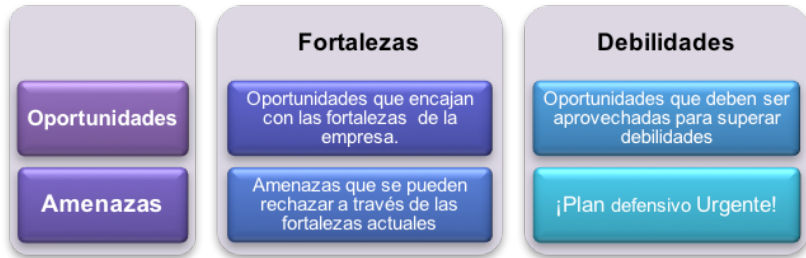 Fortalezas
Debilidades
Oportunidades
Oportunidades que encajan
con las fortalezas de la
empresa.
Oportunidades que deben ser
aprovechadas para superar
debilidades
Amenazas
Amenazas que se pueden
rechazar a través de las
fortalezas actuales
¡Plan defensivo Urgente!